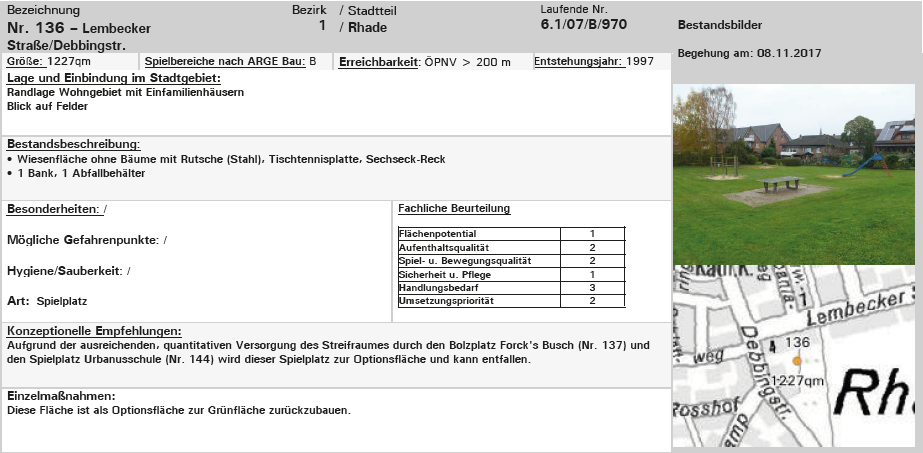 Bezeichnung
Nr. 136 – Lembecker
Straße/Debbingstr.
Bezirk / Stadtteil
1 / Rhade
Laufende Nr.
6.1/07/B/970
Bestandsbilder
Begehung am: 08.11.2017
Größe: 1227qm Spielbereiche nach ARGE Bau: B Erreichbarkeit: ÖPNV > 200 m Entstehungsjahr: 1997
Lage und Einbindung im Stadtgebiet:
Randlage Wohngebiet mit Einfamilienhäusern
Blick auf Felder
Bestandsbeschreibung:
• Wiesenfläche ohne Bäume mit Rutsche (Stahl), Tischtennisplatte, Sechseck-Reck
• 1 Bank, 1 Abfallbehälter
Besonderheiten: /
Mögliche Gefahrenpunkte: /
Hygiene/Sauberkeit: /
Art: Spielplatz
Fachliche Beurteilung
Flächenpotential 1
Aufenthaltsqualität 2
Spiel- u. Bewegungsqualität 2
Sicherheit u. Pflege 1
Handlungsbedarf 3
Umsetzungspriorität 2
Konzeptionelle Empfehlungen:
Aufgrund der ausreichenden, quantitativen Versorgung des Streifraumes durch den Bolzplatz Forck's Busch (Nr. 137) und
den Spielplatz Urbanusschule (Nr. 144) wird dieser Spielplatz zur Optionsfläche und kann entfallen.
Einzelmaßnahmen:
Diese Fläche ist als Optionsfläche zur Grünfläche zurückzubauen.
Lembecker
Debbingstr.
weg
136
1227qm
Rosshof
Rh